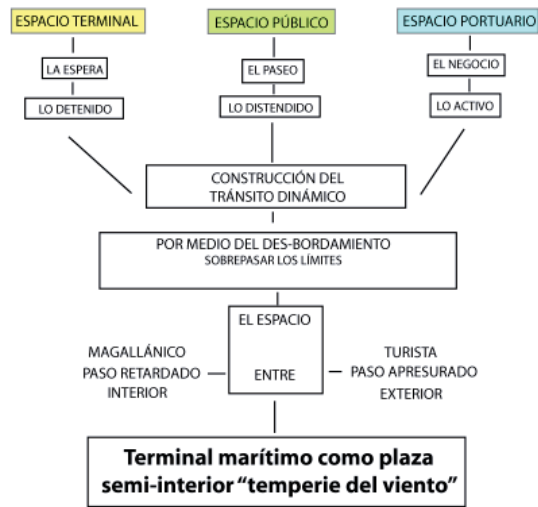 ESPACIO TERMINAL
ESPACIO PÚBLICO
ESPACIO PORTUARIO
LA ESPERA
EL PASEO
EL NEGOCIO
LO DETENIDO
LO DISTENDIDO
LO ACTIVO
CONSTRUCCIÓN DEL
TRÁNSITO DINÁMICO
POR MEDIO DEL DES-BORDAMIENTO
SOBREPASAR LOS LÍMITES
EL ESPACIO
ENTRE
MAGALLÁNICO
PASO RETARDADO
INTERIOR
TURISTA
PASO APRESURADO
EXTERIOR
Terminal marítimo como plaza
semi-interior “temperie del viento”